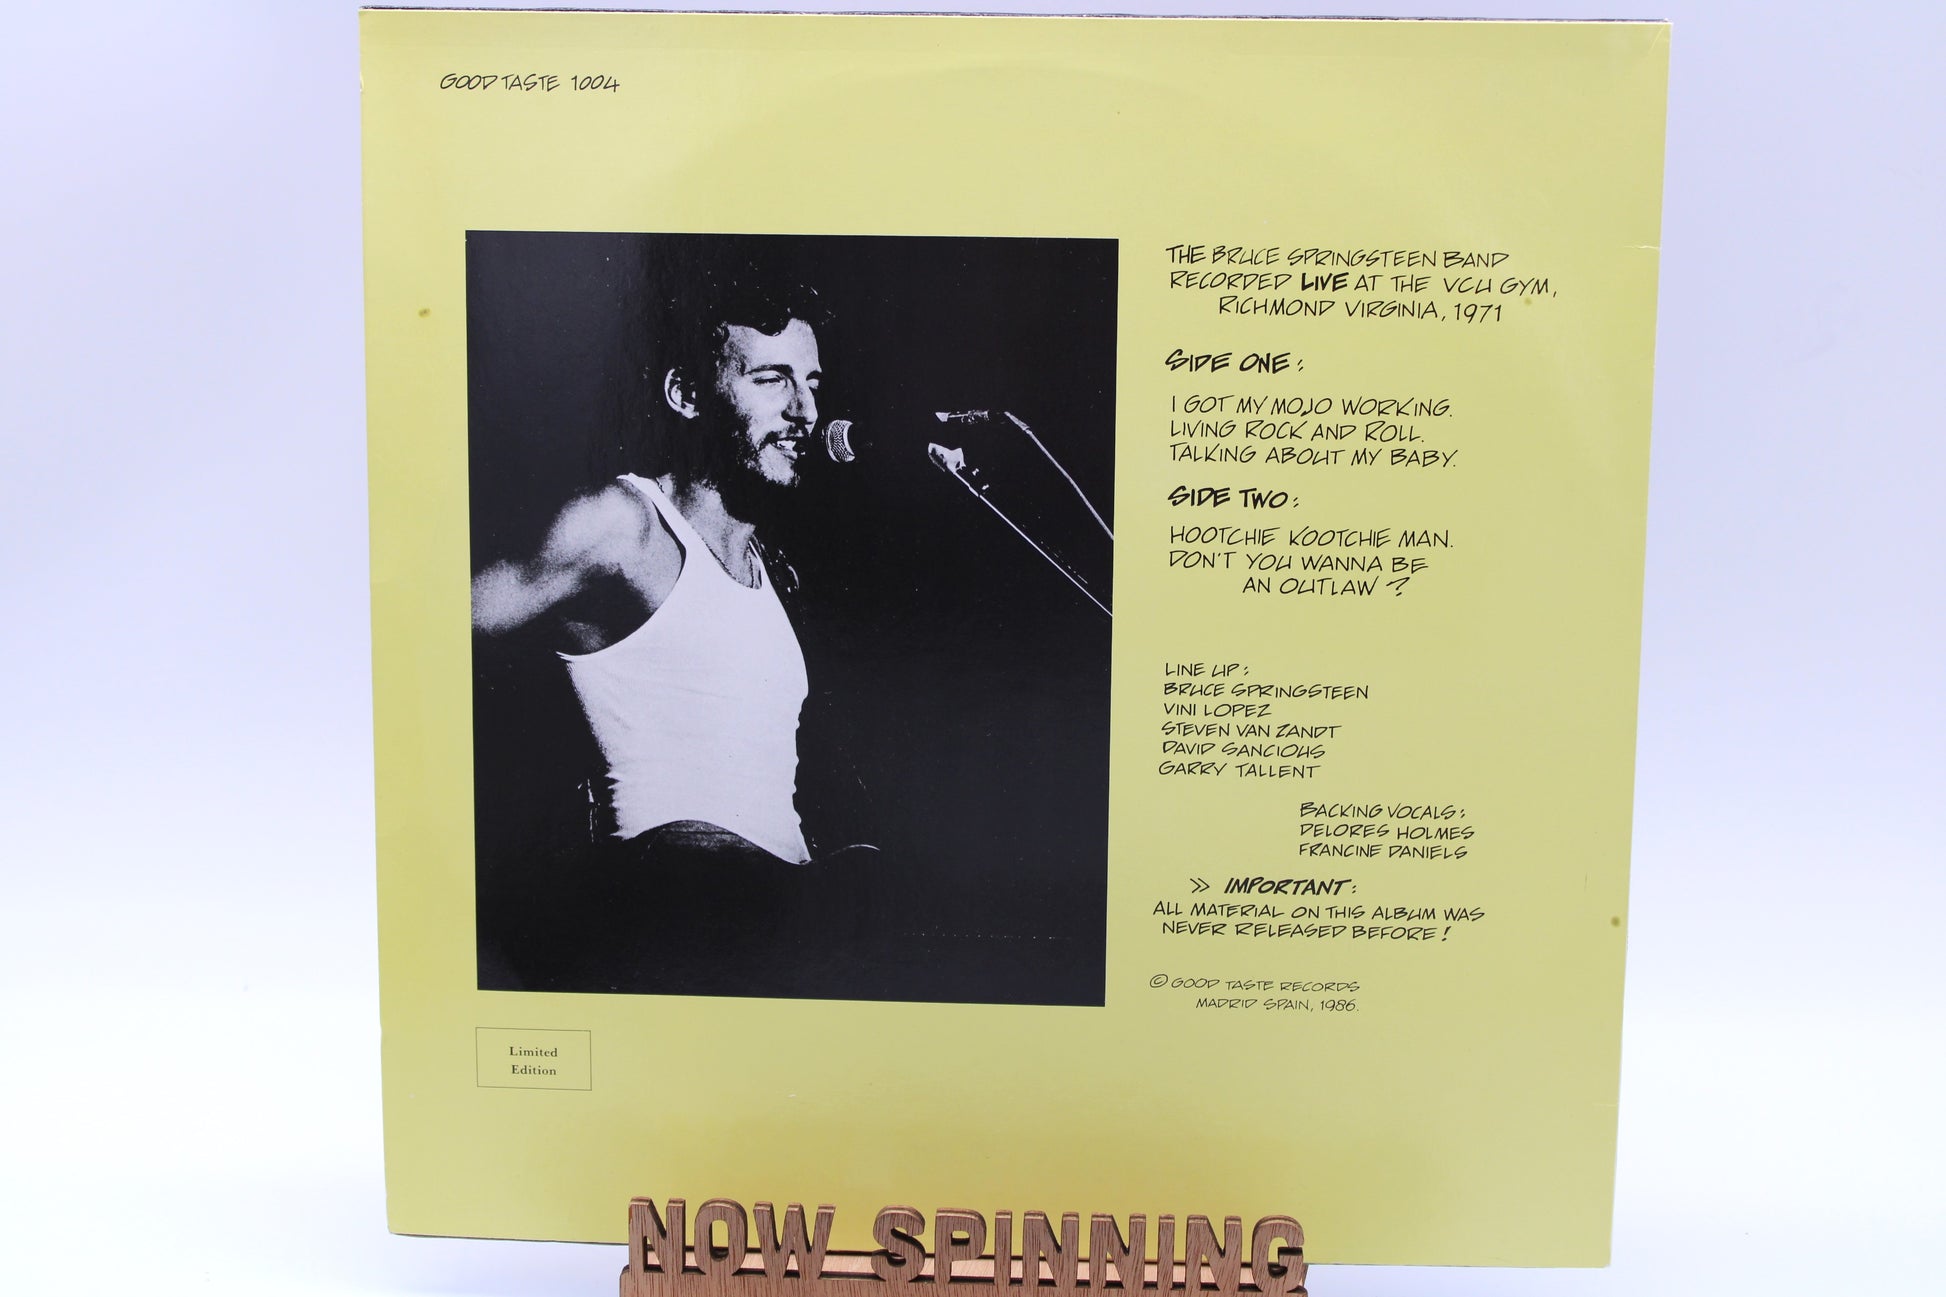 GOOD TASTE 1004
THE BRUCE SPRINGSTEEN BAND
RECORDED LIVE AT THE VCU GYM,
RICHMOND VIRGINIA, 1971
SIDE ONE:
I GOT MY MOJO WORKING.
LIVING ROCK AND ROLL.
TALKING ABOUT MY BABY.
SIDE TWO:
HOOTCHIE KOOTCHIE MAN.
DON'T YOU WANNA BE
AN OUTLAW?
LINE UP:
BRUCE SPRINGSTEEN
VINI LOPEZ
STEVEN VAN ZANDT
DAVID SANCIOUS
GARRY TALLENT
BACKING VOCALS:
DELORES HOLMES
FRANCINE DANIELS
>> IMPORTANT:
ALL MATERIAL ON THIS ALBUM WAS
NEVER RELEASED BEFORE!
© GOOD TASTE RECORDS
MADRID SPAIN, 1986.
Limited
Edition
NOW SPINNING